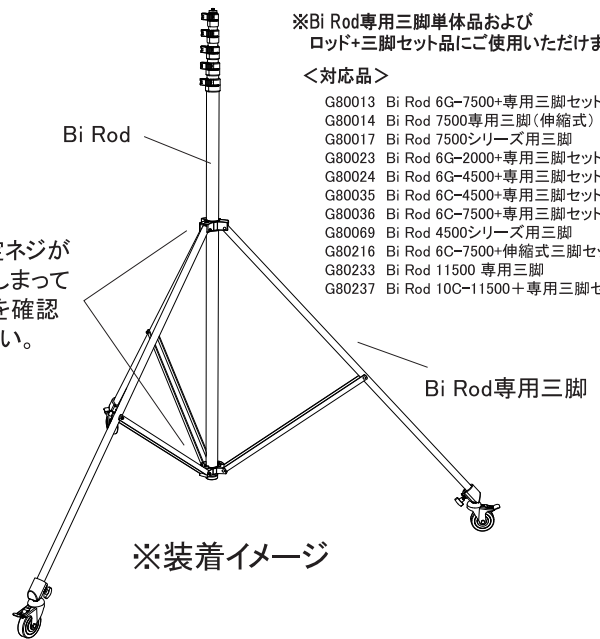 ※Bi Rod専用三脚単体品および
ロッド+三脚セット品にご使用いただけま
＜対応品＞
G80013 Bi Rod 6G-7500+専用三脚セット
G80014 Bi Rod 7500専用三脚(伸縮式)
G80017 Bi Rod 7500シリーズ用三脚
G80023 Bi Rod 6G-2000+専用三脚セット
G80024 Bi Rod 6G-4500+専用三脚セット
G80035 Bi Rod 6C-4500+専用三脚セット
G80036 Bi Rod 6C-7500+専用三脚セット
G80069 Bi Rod 4500シリーズ用三脚
G80216 Bi Rod 6C-7500+伸縮式三脚セッ
G80233 Bi Rod 11500 専用三脚
G80237 Bi Rod 10C-11500＋専用三脚セ
Bi Rod
ネジが
しまって
を確認
い。
Bi Rod専用三脚
※装着イメージ